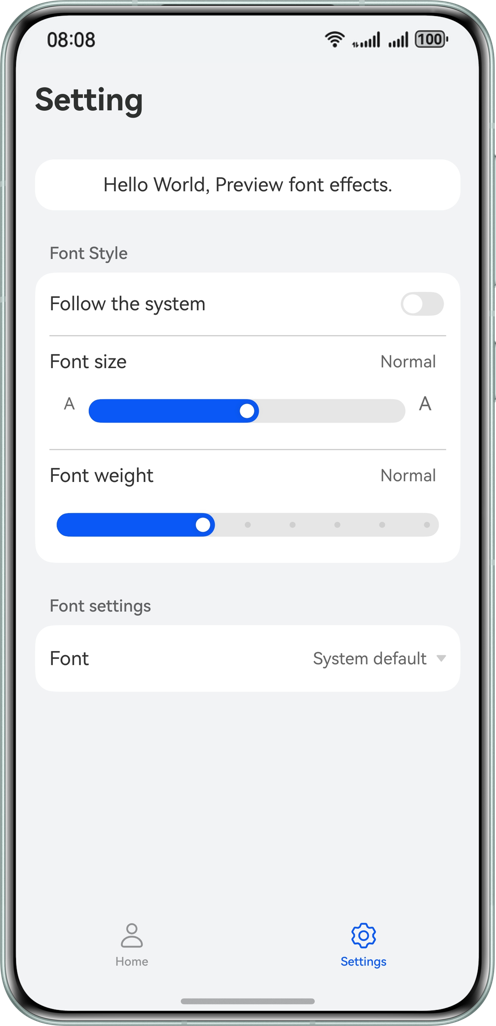 08:08
100
Setting
Hello World, Preview font effects.
Font Style
Follow the system
Font size
Normal
A
A
Font weight
Normal
Font settings
Font
System default
Home
Settings